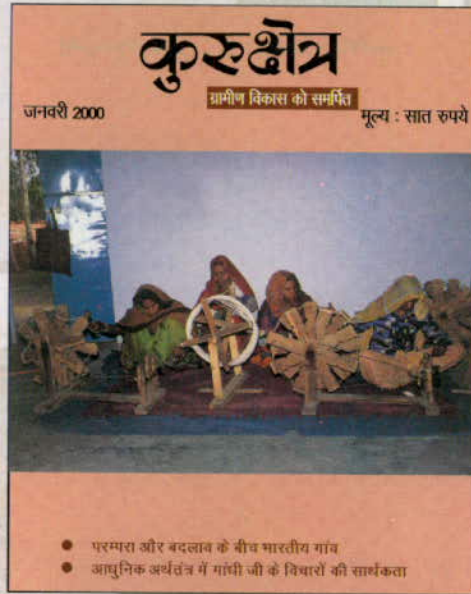 कुरुक्षेत्र
ग्रामीण विकास को समर्पित
जनवरी 2000
मूल्य : सात रुपये
● परम्परा और बदलाव के बीच भारतीय गांव
● आधुनिक अर्थतंत्र में गांधी जी के विचारों की सार्थकता